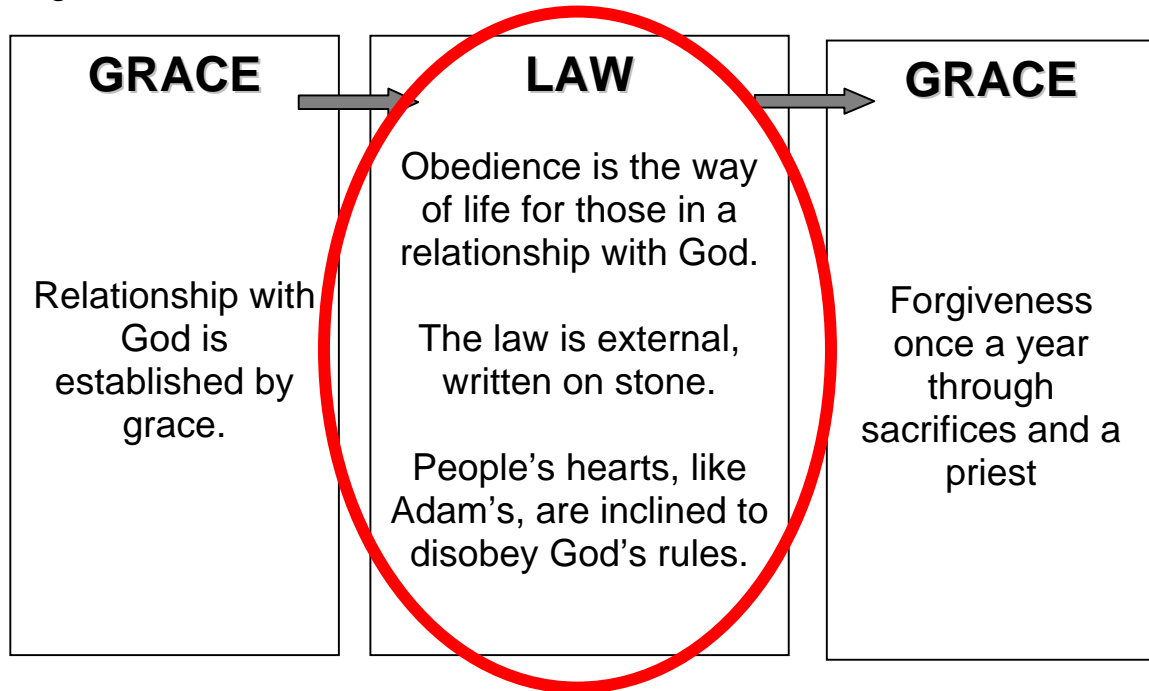 GRACE
Relationship with
God is
established by
grace.
LAW
Obedience is the way
of life for those in a
relationship with God.
The law is external,
written on stone.
People’s hearts, like
Adam’s, are inclined to
disobey God’s rules.
GRACE
Forgiveness
once a year
through
sacrifices and a
priest